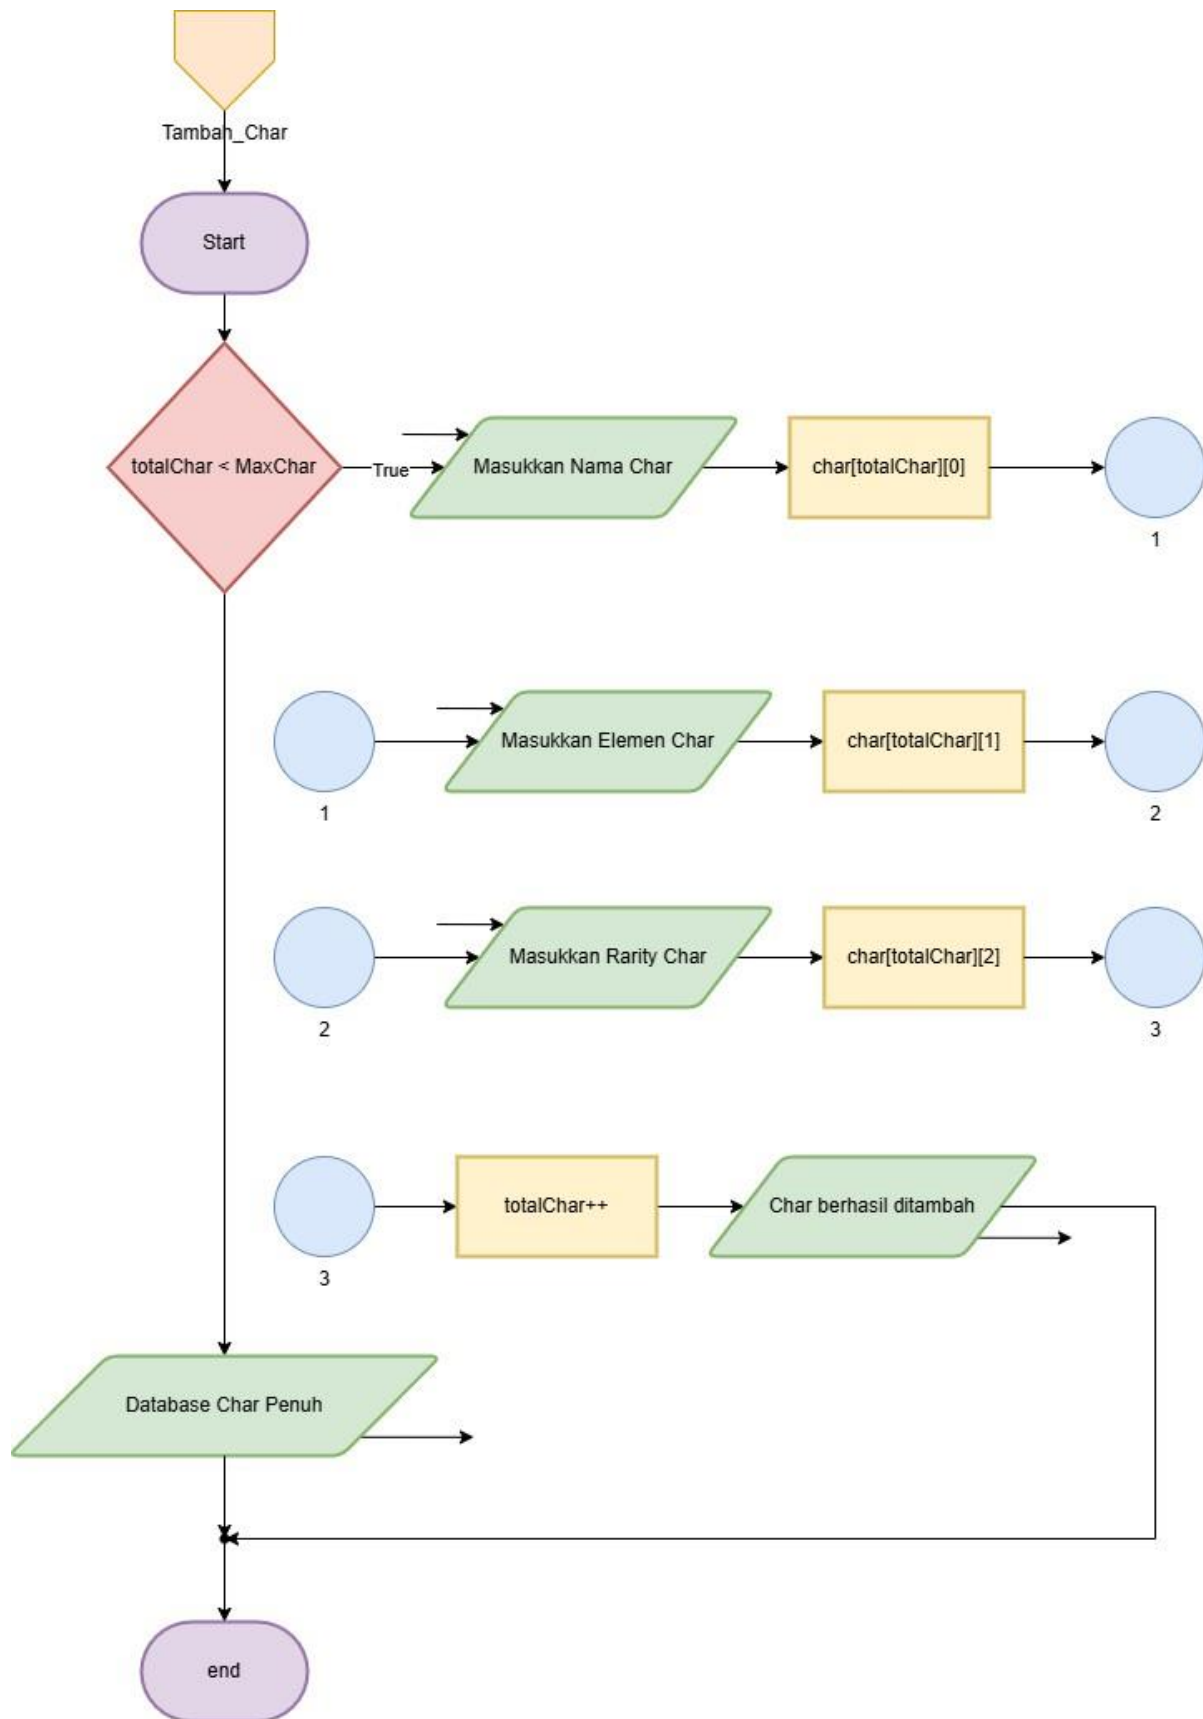 Tambah_Char
Start
totalChar < MaxChar
True
Masukkan Nama Char
char[totalChar][0]
1
Masukkan Elemen Char
char[totalChar][1]
1
2
Masukkan Rarity Char
char[totalChar][2]
2
3
totalChar++
Char berhasil ditambah
3
Database Char Penuh
end